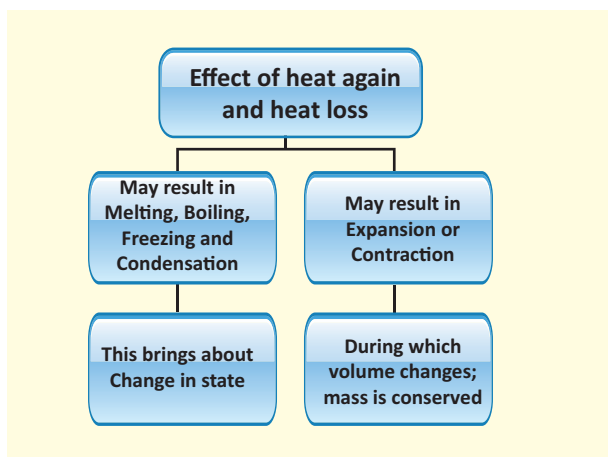 Effect of heat again
and heat loss
May result in
Melting, Boiling,
Freezing and
Condensation
May result in
Expansion or
Contraction
This brings about
Change in state
During which
volume changes;
mass is conserved